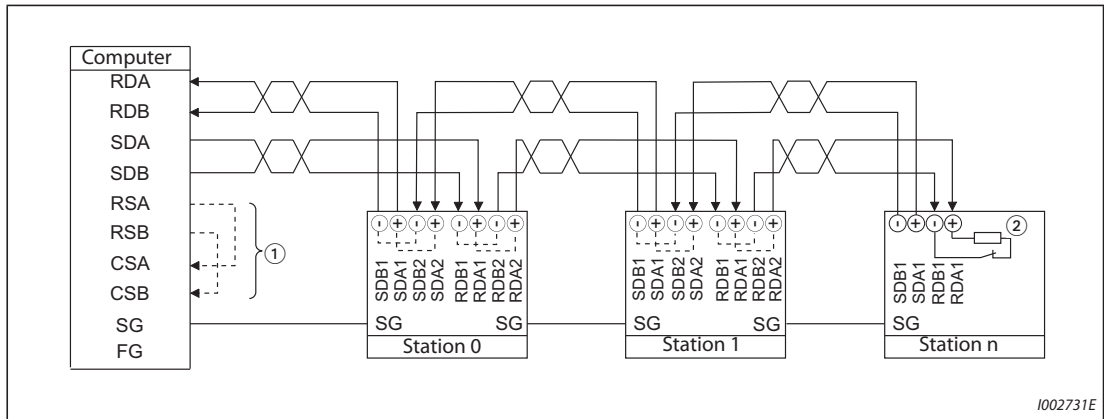 Computer
RDA
RDB
SDA
SDB
RSA
RSB
CSA
CSB
SG
FG
①
- + - + - + - +
SDB1
SDA1
SDB2
SDA2
RDB1
RDA1
RDB2
RDA2
SG SG
Station 0
- + - + - + - +
SDB1
SDA1
SDB2
SDA2
RDB1
RDA1
RDB2
RDA2
SG SG
Station 1
- + - +
②
SDB1
SDA1
RDB1
RDA1
SG
Station n
I002731E